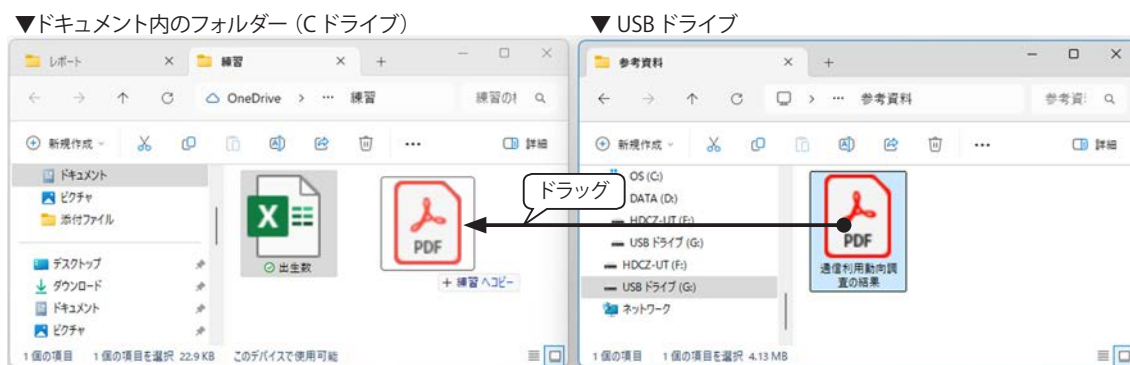 ▼ドキュメント内のフォルダー（C ドライブ）
レポート
練習
OneDrive
練習
新規作成
詳細
ドキュメント
ピクチャ
添付ファイル
デスクトップ
ダウンロード
ドキュメント
ピクチャ
出生数
PDF
+ 練習 へコピー
1 個の項目 1 個の項目を選択 22.9 KB このデバイスで使用可能
ドラッグ
▼ USB ドライブ
参考資料
… 参考資料
新規作成
詳細
OS (C:)
DATA (D:)
HDCZ-UT (F:)
USB ドライブ (G:)
HDCZ-UT (F:)
USB ドライブ (G:)
ネットワーク
PDF
通信利用動向調
査の結果
1 個の項目 1 個の項目を選択 4.13 MB